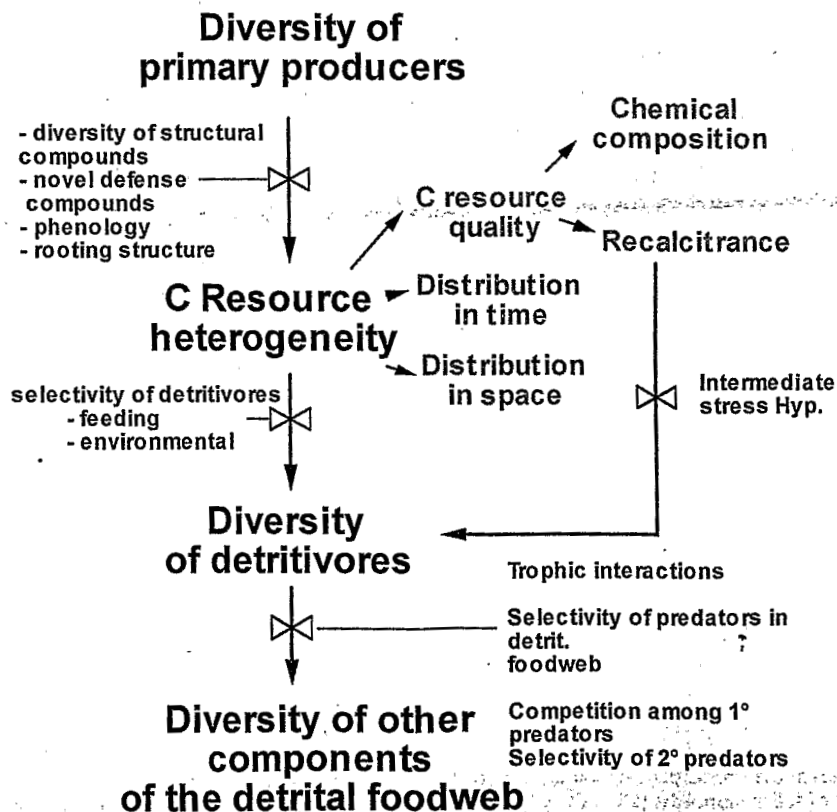 Diversity of
primary producers
- diversity of structural
compounds
- novel defense
compounds
- phenology
- rooting structure
Chemical
composition
C resource
quality
Recalcitrance
C Resource
heterogeneity
Distribution
in time
Distribution
in space
selectivity of detritivores
- feeding
- environmental
Intermediate
stress Hyp.
Diversity
of detritivores
Trophic interactions
Selectivity of predators in
detrit.
foodweb
Diversity of other
components
of the detrital foodweb
Competition among 1°
predators
Selectivity of 2° predators